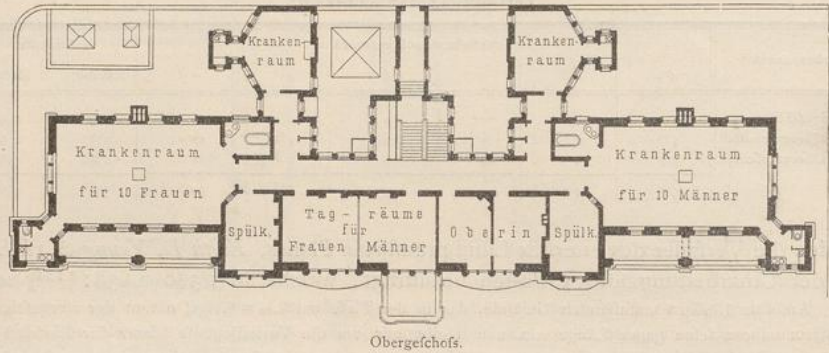 Kranken
raum
Kranken-
raum
Krankenraum
für 10 Frauen
Krankenraum
für 10 Männer
Spülk.
Tag- räume
für
Frauen Männer
Oberin
Spülk.
Obergeſchoſs.